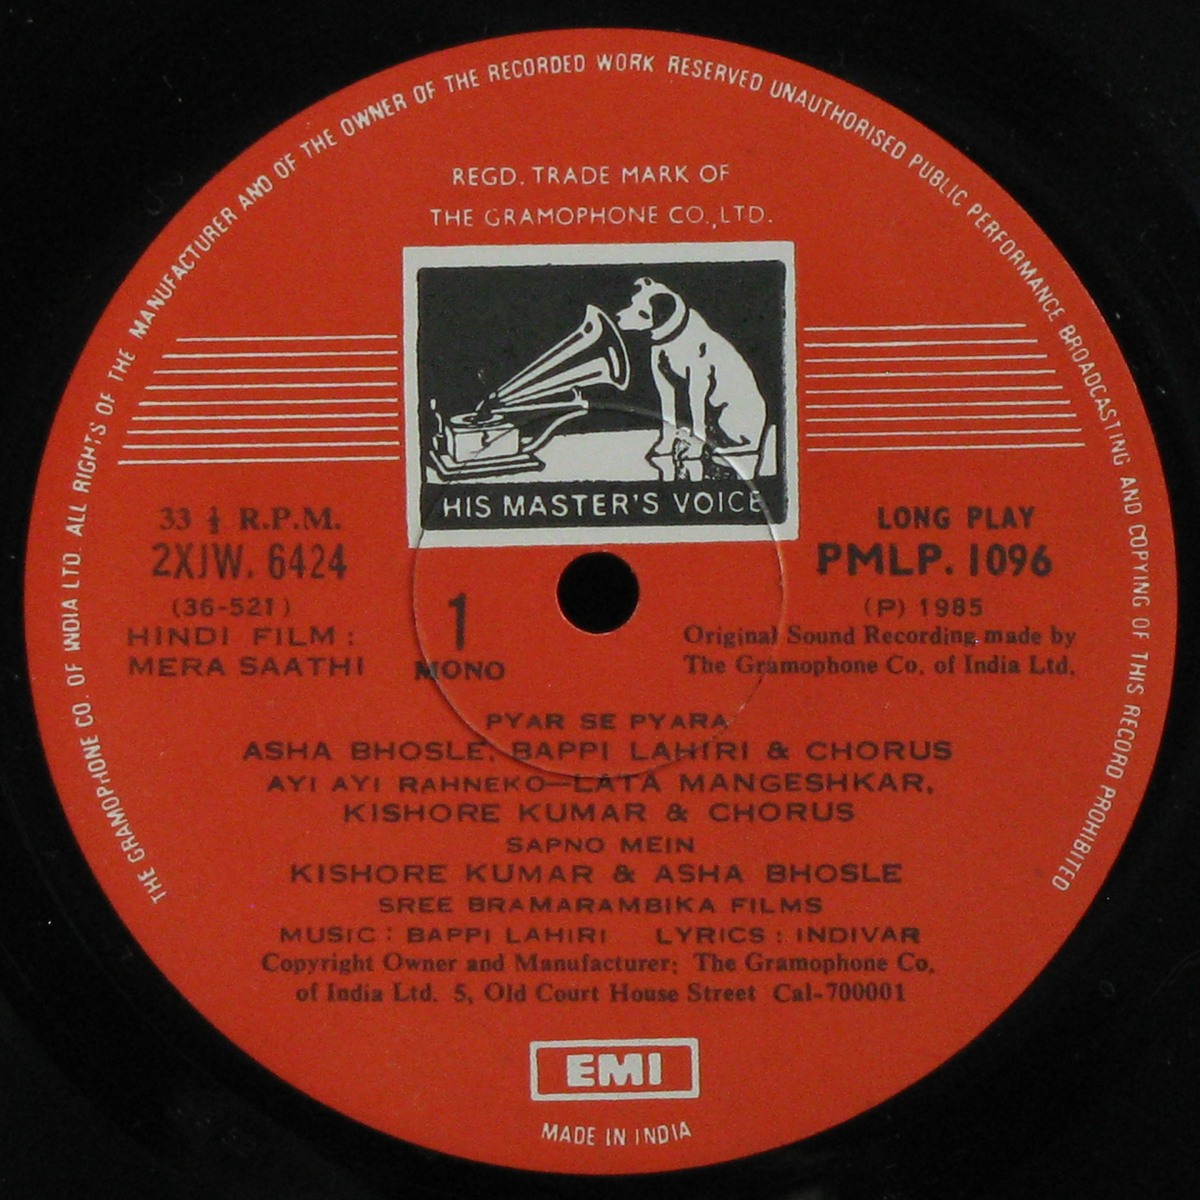 THE GRAMOPHONE CO. OF INDIA LTD. ALL RIGHTS OF THE MANUFACTURER AND OF THE OWNER OF THE RECORDED WORK RESERVED UNAUTHORISED PUBLIC PERFORMANCE BROADCASTING AND COPYING OF THIS RECORD PROHIBITED
REGD. TRADE MARK OF
THE GRAMOPHONE CO., LTD.
HIS MASTER'S VOICE
33 ⅓ R.P.M.
2XJW. 6424
(36-521)
HINDI FILM :
MERA SAATHI
1
MONO
LONG PLAY
PMLP. 1096
(P) 1985
Original Sound Recording made by
The Gramophone Co. of India Ltd.
PYAR SE PYARA
ASHA BHOSLE, BAPPI LAHIRI & CHORUS
AYI AYI RAHNEKO—LATA MANGESHKAR,
KISHORE KUMAR & CHORUS
SAPNO MEIN
KISHORE KUMAR & ASHA BHOSLE
SREE BRAMARAMBIKA FILMS
MUSIC : BAPPI LAHIRI LYRICS : INDIVAR
Copyright Owner and Manufacturer: The Gramophone Co.
of India Ltd. 5, Old Court House Street Cal-700001
EMI
MADE IN INDIA